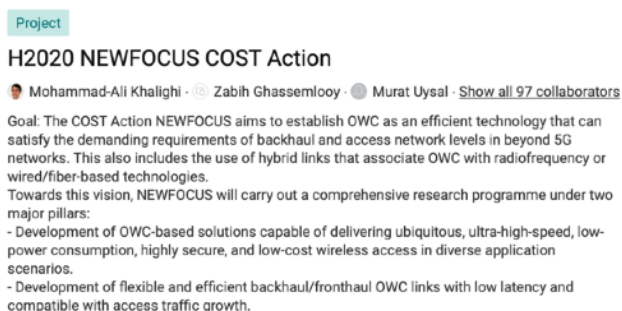 Project
H2020 NEWFOCUS COST Action
Mohammad-Ali Khalighi · Zabih Ghassemlooy · Murat Uysal · Show all 97 collaborators
Goal: The COST Action NEWFOCUS aims to establish OWC as an efficient technology that can
satisfy the demanding requirements of backhaul and access network levels in beyond 5G
networks. This also includes the use of hybrid links that associate OWC with radiofrequency or
wired/fiber-based technologies.
Towards this vision, NEWFOCUS will carry out a comprehensive research programme under two
major pillars:
- Development of OWC-based solutions capable of delivering ubiquitous, ultra-high-speed, low-
power consumption, highly secure, and low-cost wireless access in diverse application
scenarios.
- Development of flexible and efficient backhaul/fronthaul OWC links with low latency and
compatible with access traffic growth.